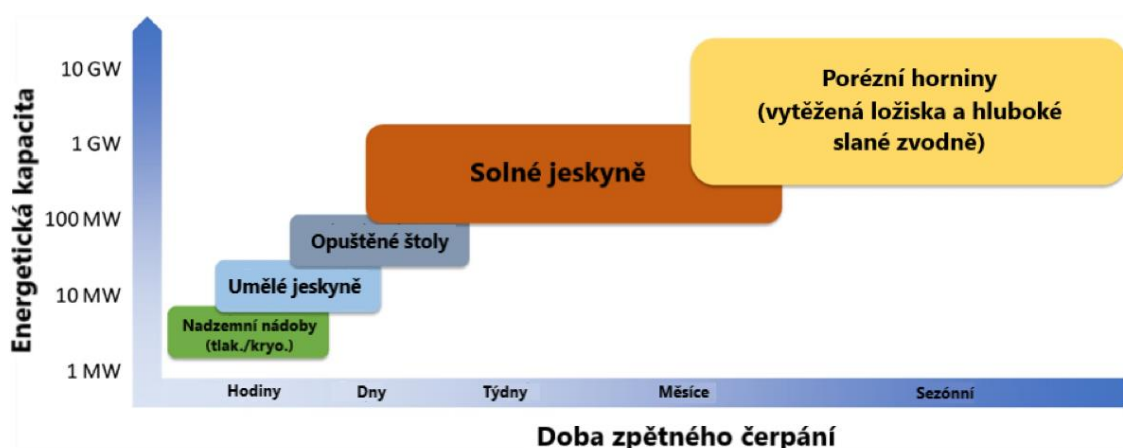 Energetická kapacita
10 GW
1 GW
100 MW
10 MW
1 MW
Porézní horniny
(vytěžená ložiska a hluboké
slané zvodně)
Solné jeskyně
Opuštěné štoly
Umělé jeskyně
Nadzemní nádoby
(tlak./kryo.)
Hodiny
Dny
Týdny
Měsíce
Sezónní
Doba zpětného čerpání